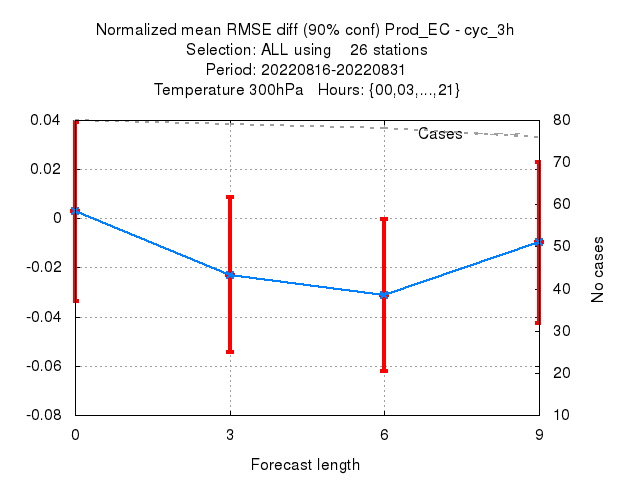 Normalized mean RMSE diff (90% conf) Prod_EC - cyc_3h
Selection: ALL using 26 stations
Period: 20220816-20220831
Temperature 300hPa Hours: {00,03,...,21}
0.04
0.02
0
-0.02
-0.04
-0.06
-0.08
80
70
60
50
40
30
20
10
Cases
No cases
0 3 6 9
Forecast length